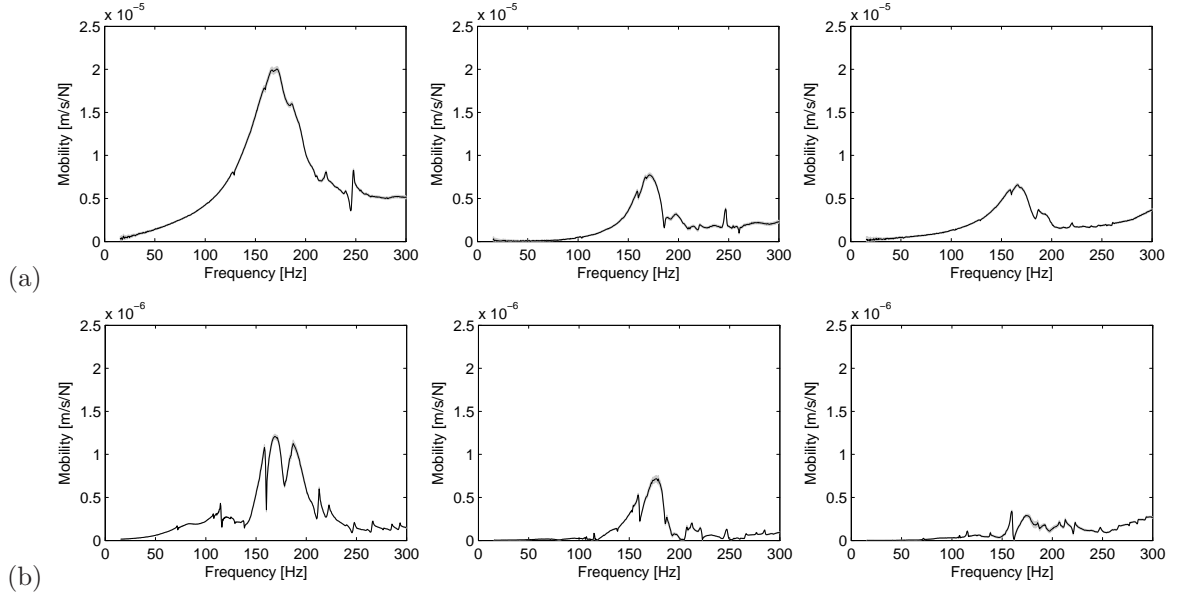 x 10⁻⁵ x 10⁻⁵ x 10⁻⁵
2.5 2.5 2.5
2 2 2
1.5 1.5 1.5
1 1 1
0.5 0.5 0.5
0 0 0
Mobility [m/s/N] Mobility [m/s/N] Mobility [m/s/N]
0 50 100 150 200 250 300 0 50 100 150 200 250 300 0 50 100 150 200 250 300
Frequency [Hz] Frequency [Hz] Frequency [Hz]
(a)
x 10⁻⁶ x 10⁻⁶ x 10⁻⁶
2.5 2.5 2.5
2 2 2
1.5 1.5 1.5
1 1 1
0.5 0.5 0.5
0 0 0
Mobility [m/s/N] Mobility [m/s/N] Mobility [m/s/N]
0 50 100 150 200 250 300 0 50 100 150 200 250 300 0 50 100 150 200 250 300
Frequency [Hz] Frequency [Hz] Frequency [Hz]
(b)